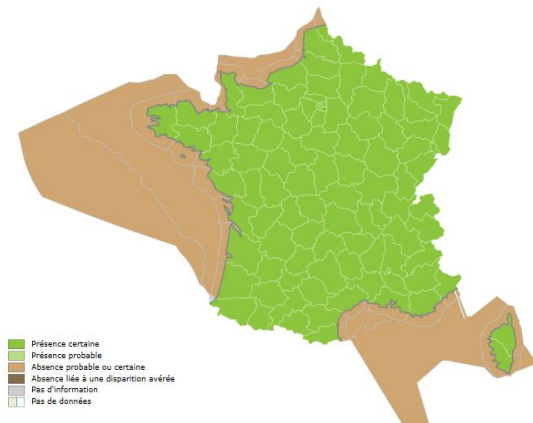 Présence certaine
Présence probable
Absence probable ou certaine
Absence liée à une disparition avérée
Pas d'information
Pas de données